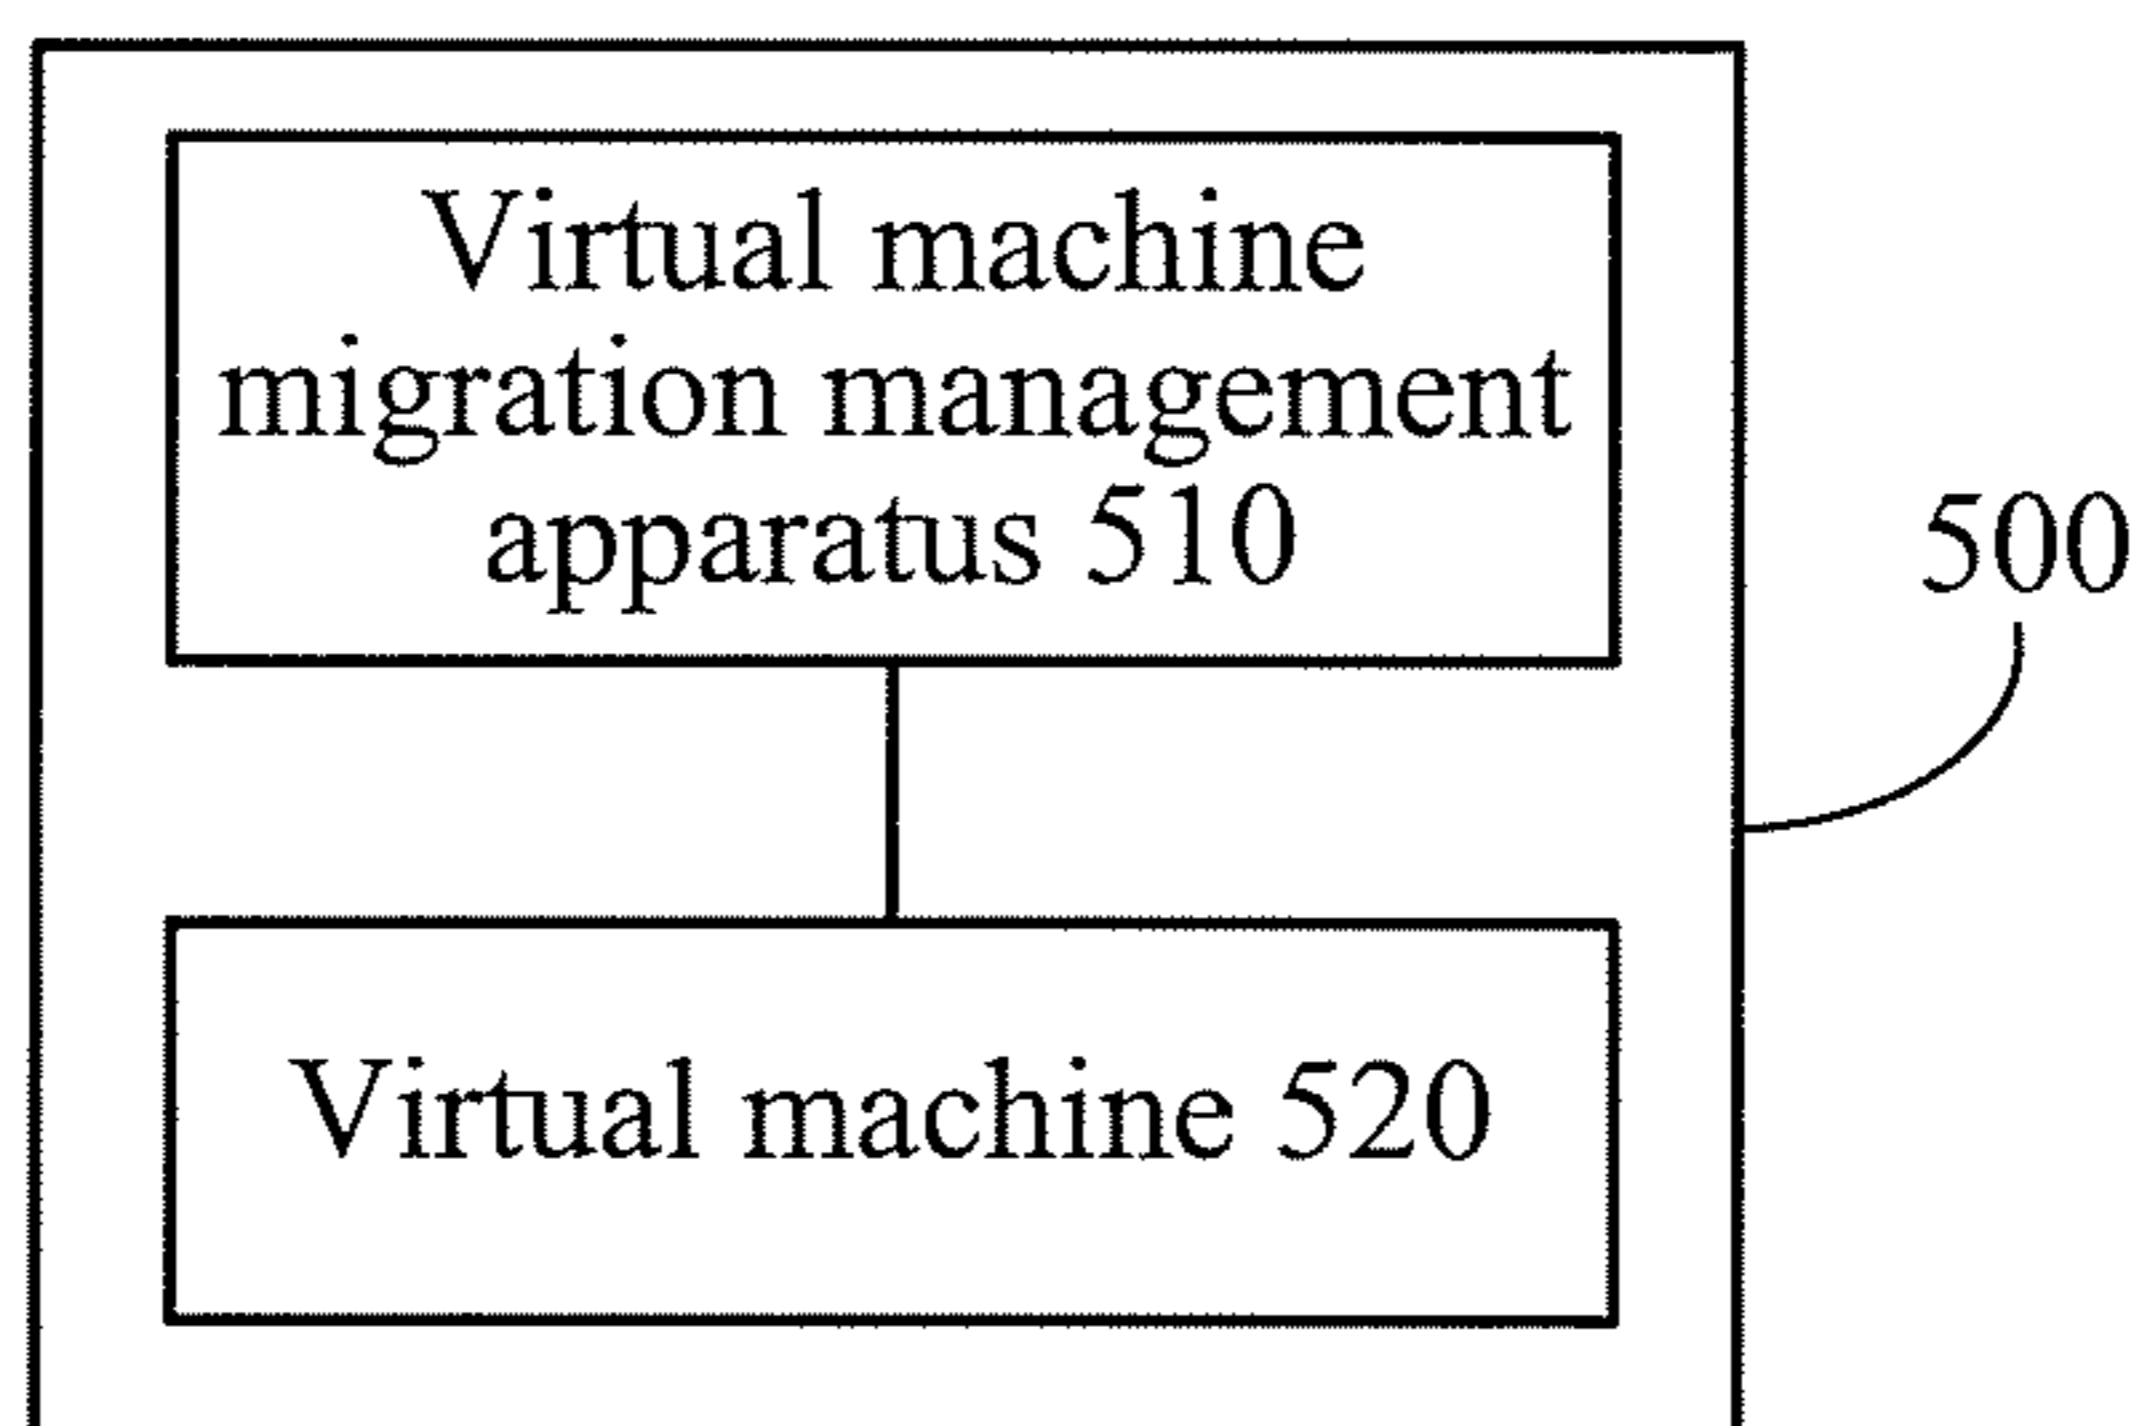 Virtual machine
migration management
apparatus 510
500
Virtual machine 520